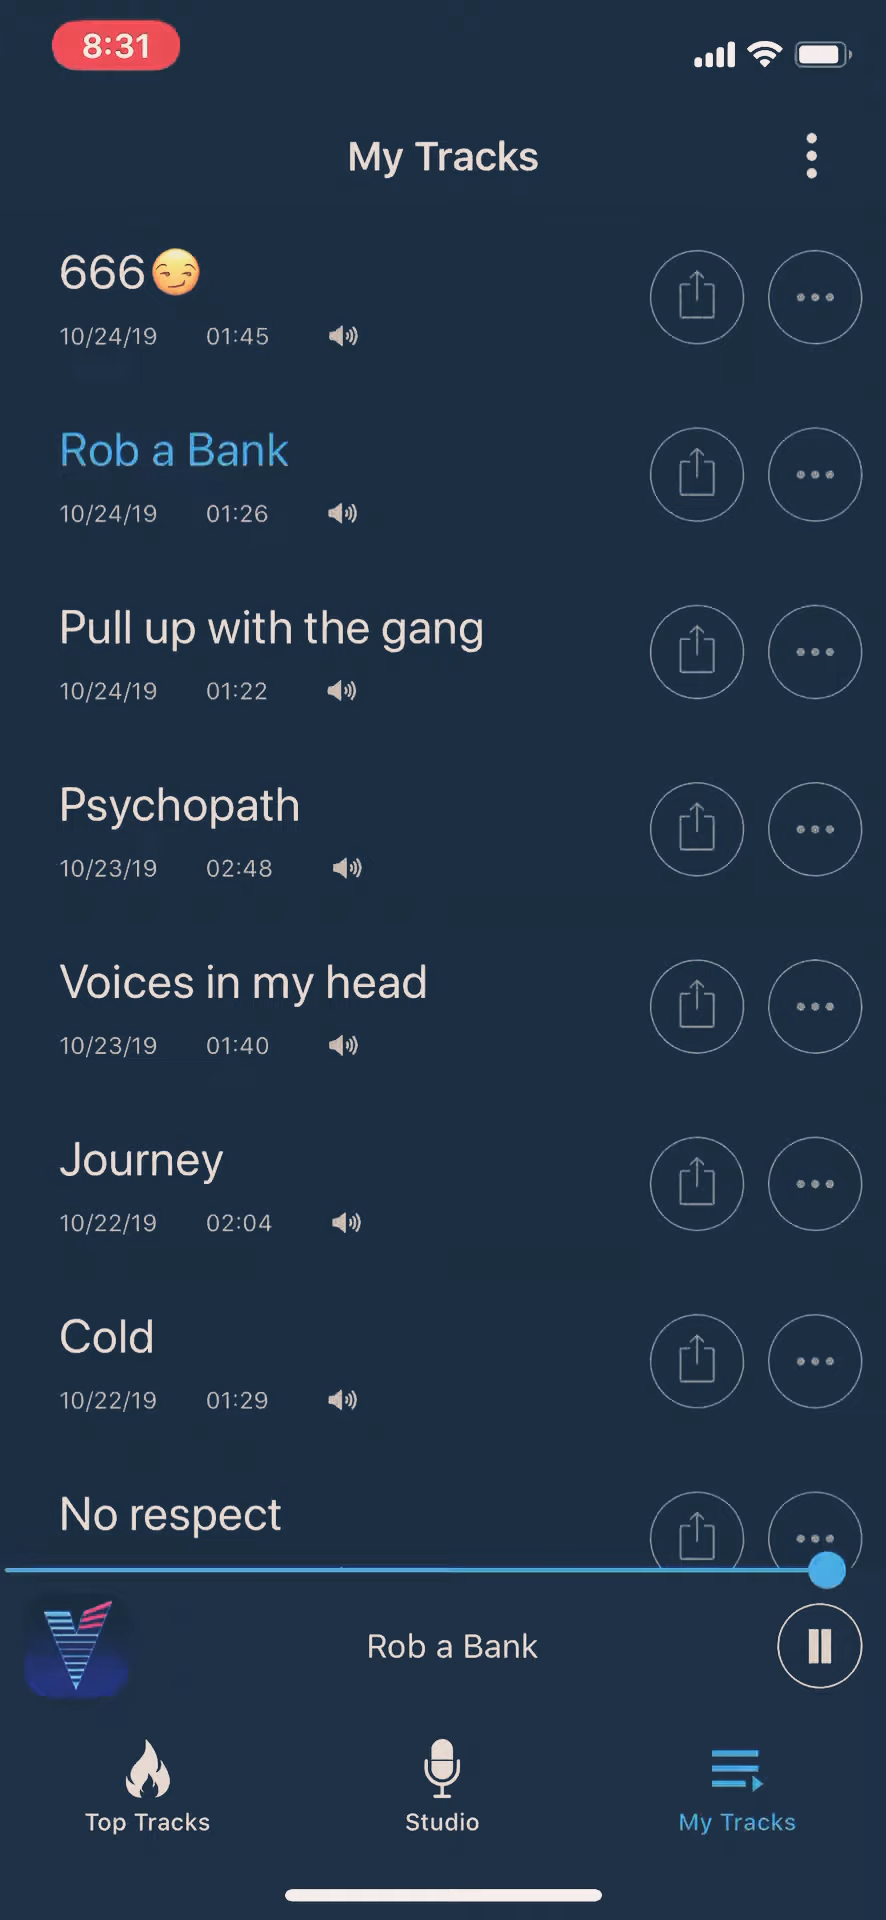 8:31
My Tracks
666😏
10/24/19 01:45
Rob a Bank
10/24/19 01:26
Pull up with the gang
10/24/19 01:22
Psychopath
10/23/19 02:48
Voices in my head
10/23/19 01:40
Journey
10/22/19 02:04
Cold
10/22/19 01:29
No respect
Rob a Bank
Top Tracks Studio My Tracks